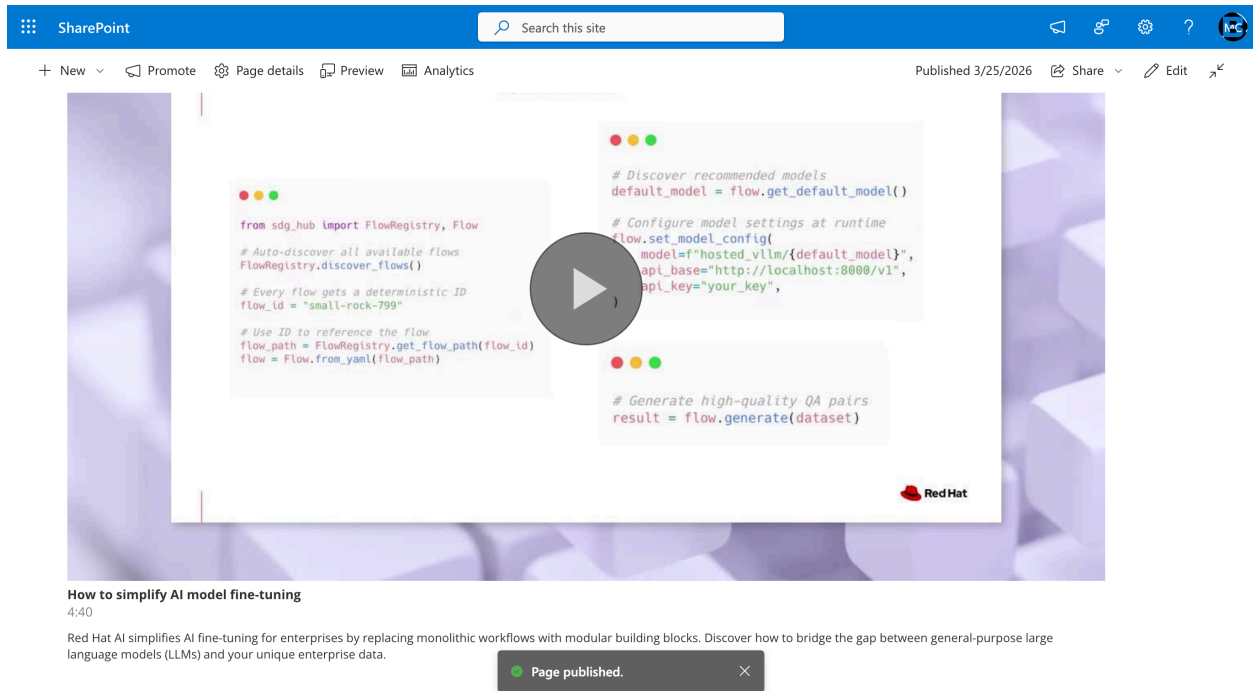 SharePoint
Search this site
MC
New
Promote
Page details
Preview
Analytics
Published 3/25/2026
Share
Edit
from sdg_hub import FlowRegistry, Flow
# Auto-discover all available flows
FlowRegistry.discover_flows()
# Every flow gets a deterministic ID
flow_id = "small-rock-799"
# Use ID to reference the flow
flow_path = FlowRegistry.get_flow_path(flow_id)
flow = Flow.from_yaml(flow_path)
# Discover recommended models
default_model = flow.get_default_model()
# Configure model settings at runtime
flow.set_model_config(
model=f"hosted_vllm/{default_model}",
api_base="http://localhost:8000/v1",
api_key="your_key",
)
# Generate high-quality QA pairs
result = flow.generate(dataset)
Red Hat
How to simplify AI model fine-tuning
4:40
Red Hat AI simplifies AI fine-tuning for enterprises by replacing monolithic workflows with modular building blocks. Discover how to bridge the gap between general-purpose large
language models (LLMs) and your unique enterprise data.
Page published.